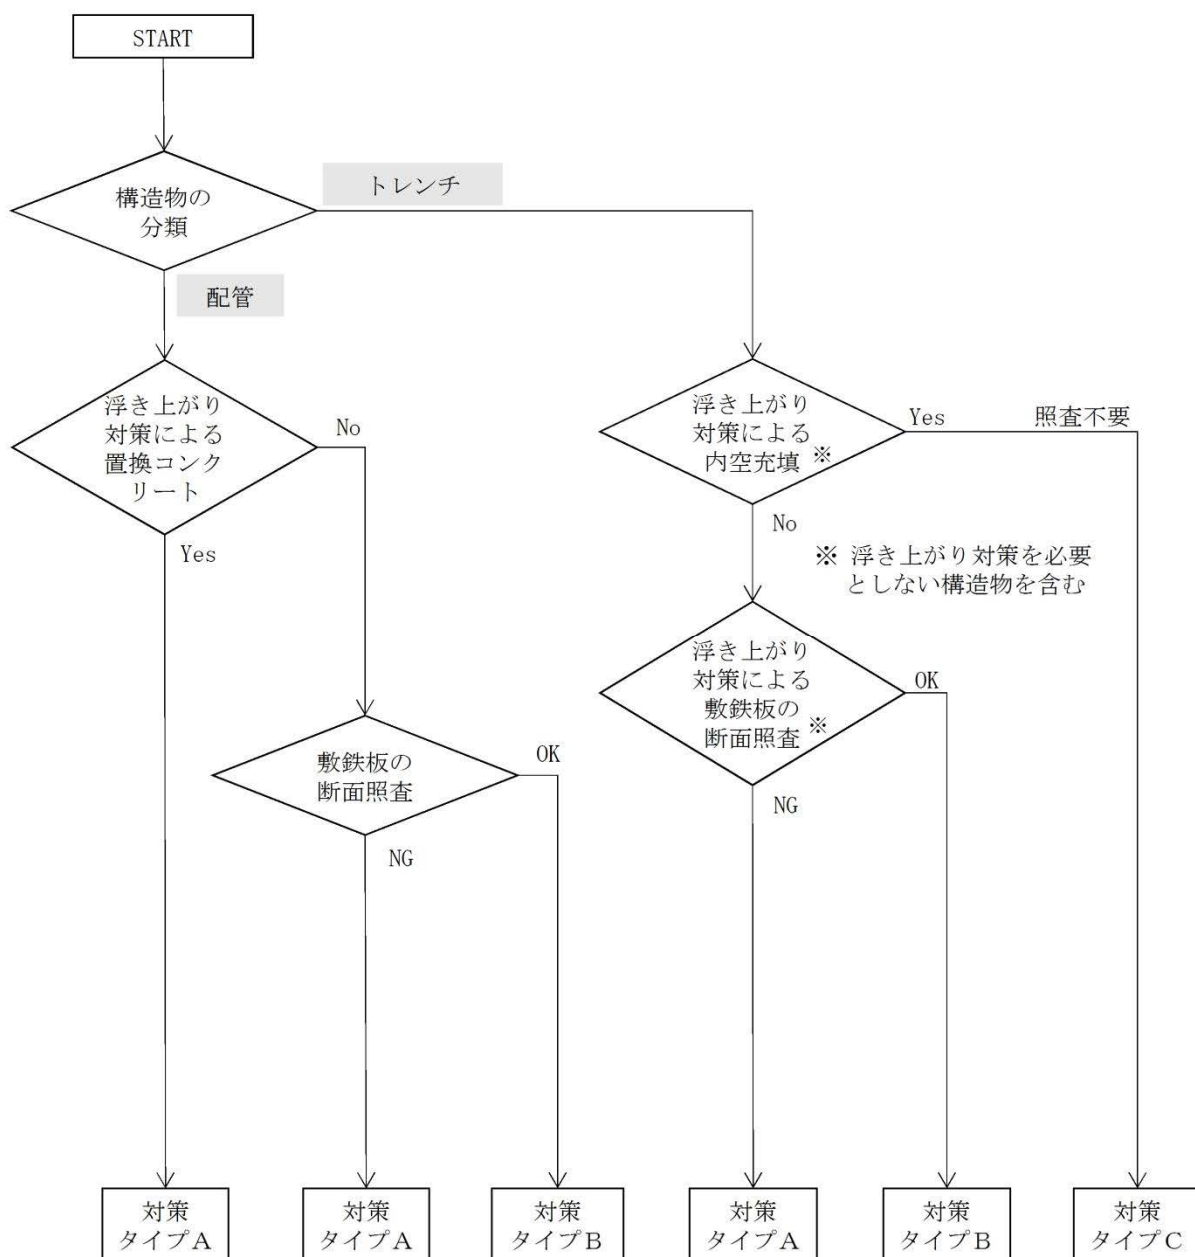 START
構造物の
分類
トレンチ
配管
浮き上がり
対策による
置換コンク
リート
No
Yes
浮き上がり
対策による
内空充填※
Yes
照査不要
No
※ 浮き上がり対策を必要
としない構造物を含む
浮き上がり
対策による
敷鉄板の
断面照査※
OK
NG
敷鉄板の
断面照査
OK
NG
対策
タイプA
対策
タイプA
対策
タイプB
対策
タイプA
対策
タイプB
対策
タイプC